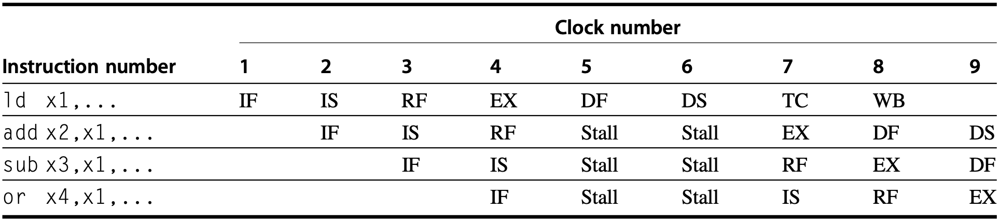 Clock number
Instruction number 1 2 3 4 5 6 7 8 9
ld x1,... IF IS RF EX DF DS TC WB
add x2,x1,... IF IS RF Stall Stall EX DF DS
sub x3,x1,... IF IS Stall Stall RF EX DF
or x4,x1,... IF Stall Stall IS RF EX